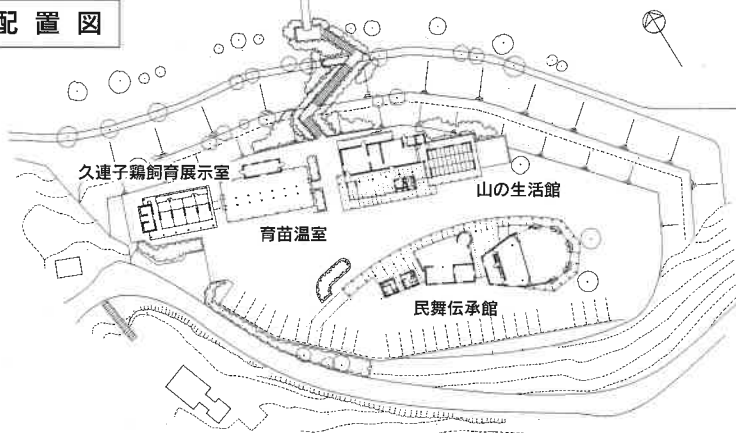 配置図
久連子鶏飼育展示室
山の生活館
育苗温室
民舞伝承館